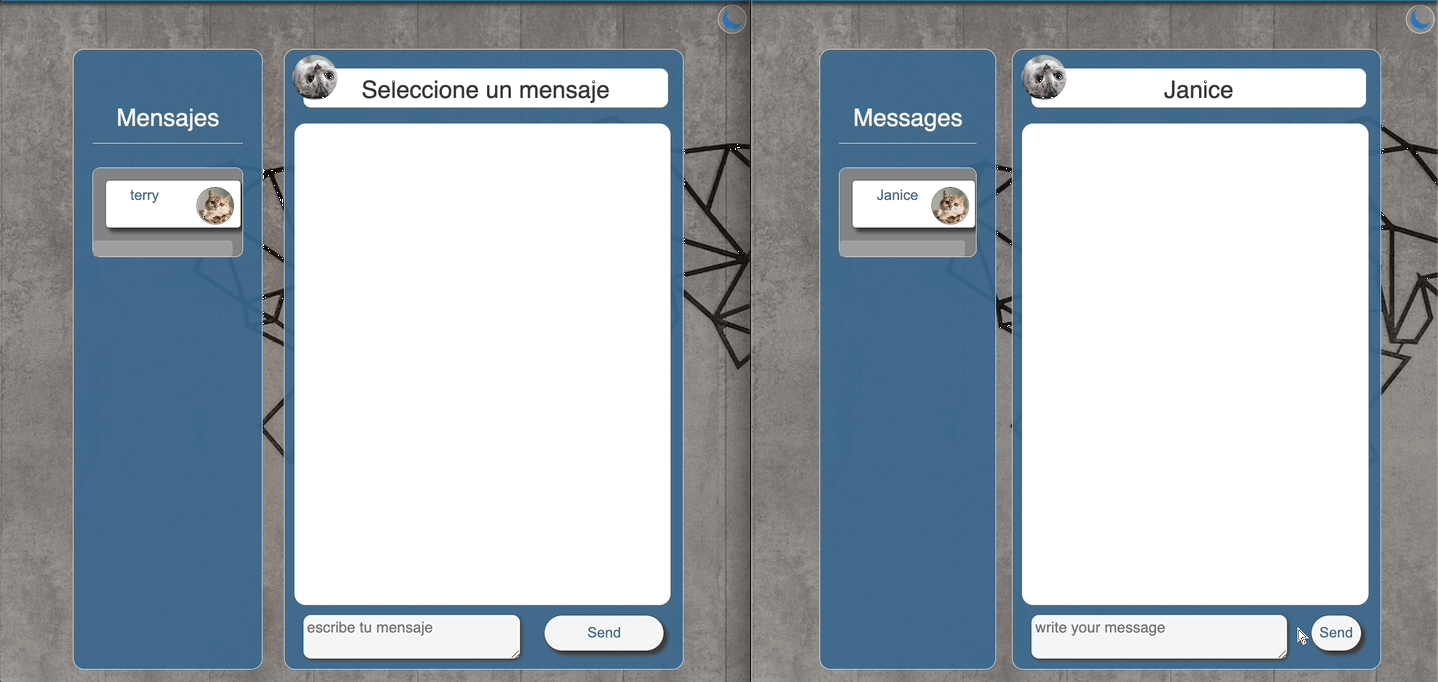 Mensajes
terry
Seleccione un mensaje
escribe tu mensaje
Send
Messages
Janice
Janice
write your message
Send